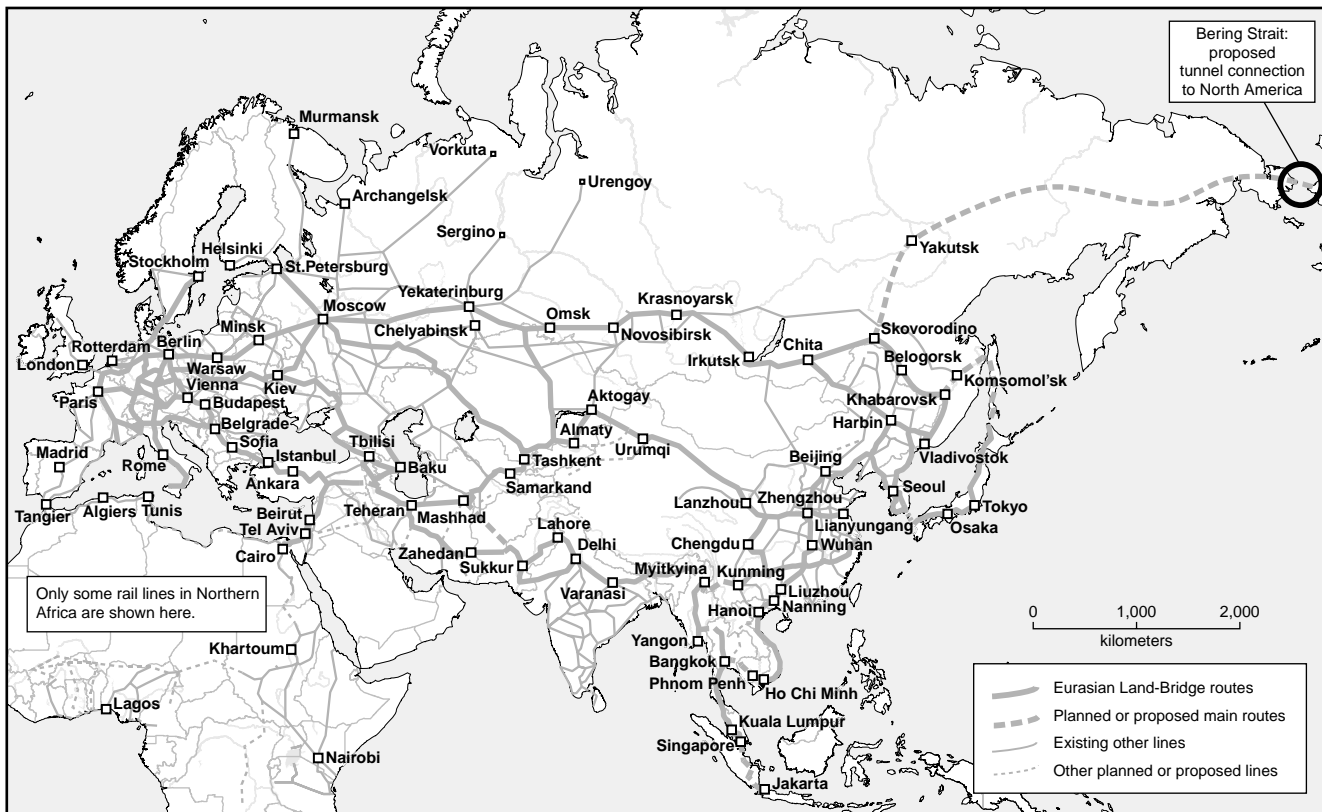 Bering Strait:
proposed
tunnel connection
to North America
Murmansk
Vorkuta
Urengoy
Archangelsk
Sergino
Yakutsk
Helsinki
Stockholm
St.Petersburg
Yekaterinburg
Krasnoyarsk
Moscow
Omsk
Chelyabinsk
Novosibirsk
Minsk
Skovorodino
Berlin
Rotterdam
Chita
Irkutsk
Belogorsk
London
Warsaw
Vienna
Kiev
Komsomol'sk
Paris
Budapest
Aktogay
Khabarovsk
Harbin
Belgrade
Almaty
Sofia
Tbilisi
Urumqi
Madrid
Istanbul
Vladivostok
Rome
Baku
Tashkent
Beijing
Ankara
Samarkand
Seoul
Tangier
Algiers
Tunis
Beirut
Teheran
Mashhad
Lanzhou
Zhengzhou
Tokyo
Tel Aviv
Lahore
Lianyungang
Osaka
Cairo
Zahedan
Delhi
Chengdu
Wuhan
Sukkur
Myitkyina
Kunming
Varanasi
Liuzhou
Nanning
Hanoi
Only some rail lines in Northern
Africa are shown here.
0 1,000 2,000
kilometers
Khartoum
Yangon
Bangkok
Phnom Penh
Ho Chi Minh
Lagos
Kuala Lumpur
Singapore
Nairobi
Jakarta
Eurasian Land-Bridge routes
Planned or proposed main routes
Existing other lines
Other planned or proposed lines